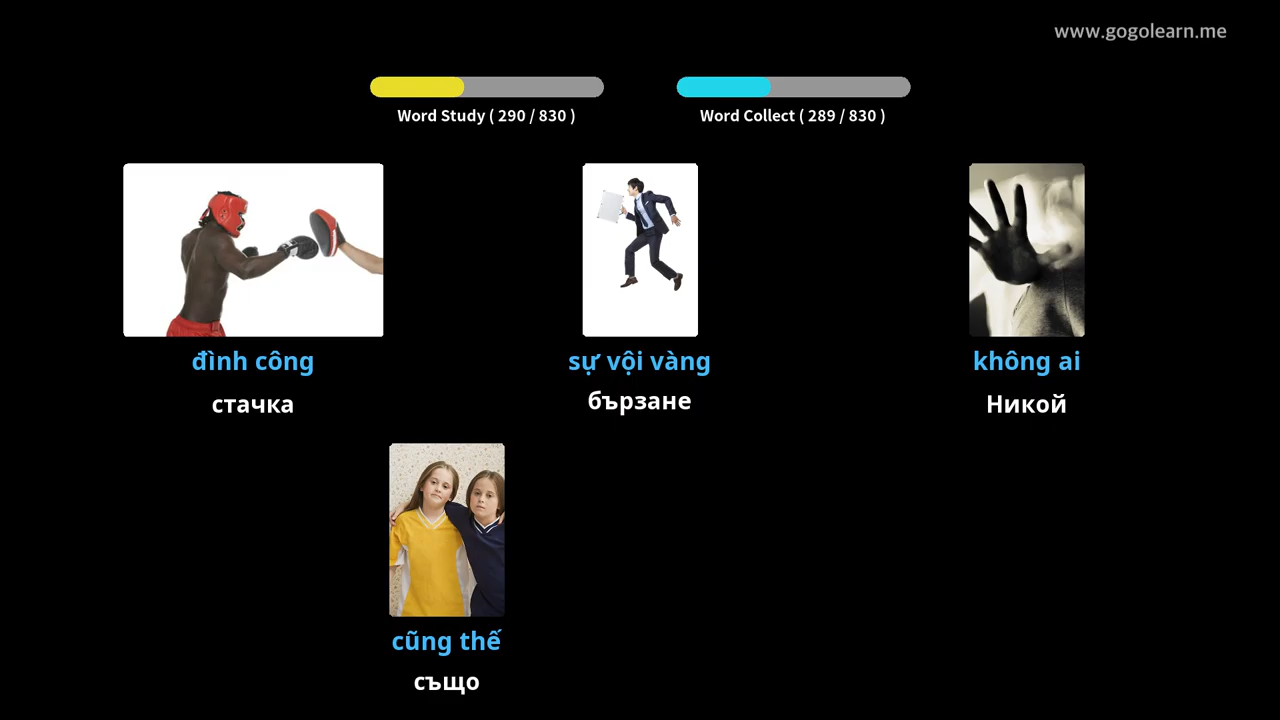 www.gogolearn.me
Word Study ( 290 / 830 )
Word Collect ( 289 / 830 )
đình công
стачка
sự vội vàng
бързане
không ai
Никой
cũng thế
също